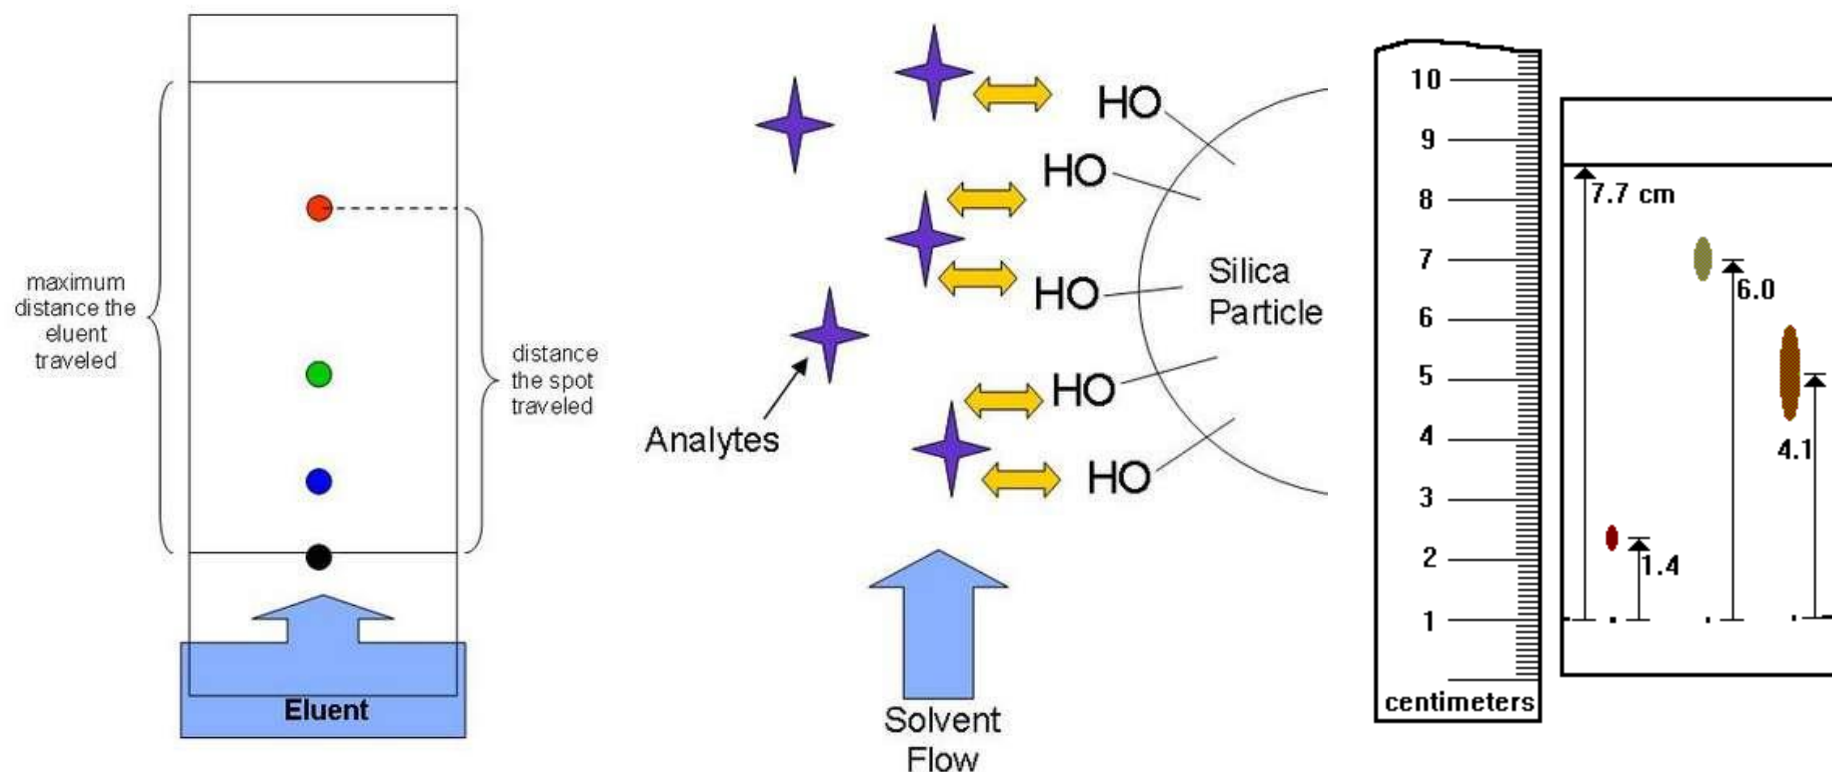 maximum
distance the
eluent
traveled
distance
the spot
traveled
Eluent
HO
HO
HO
HO
HO
Silica
Particle
Analytes
Solvent
Flow
10
9
8
7
6
5
4
3
2
1
centimeters
7.7 cm
6.0
4.1
1.4